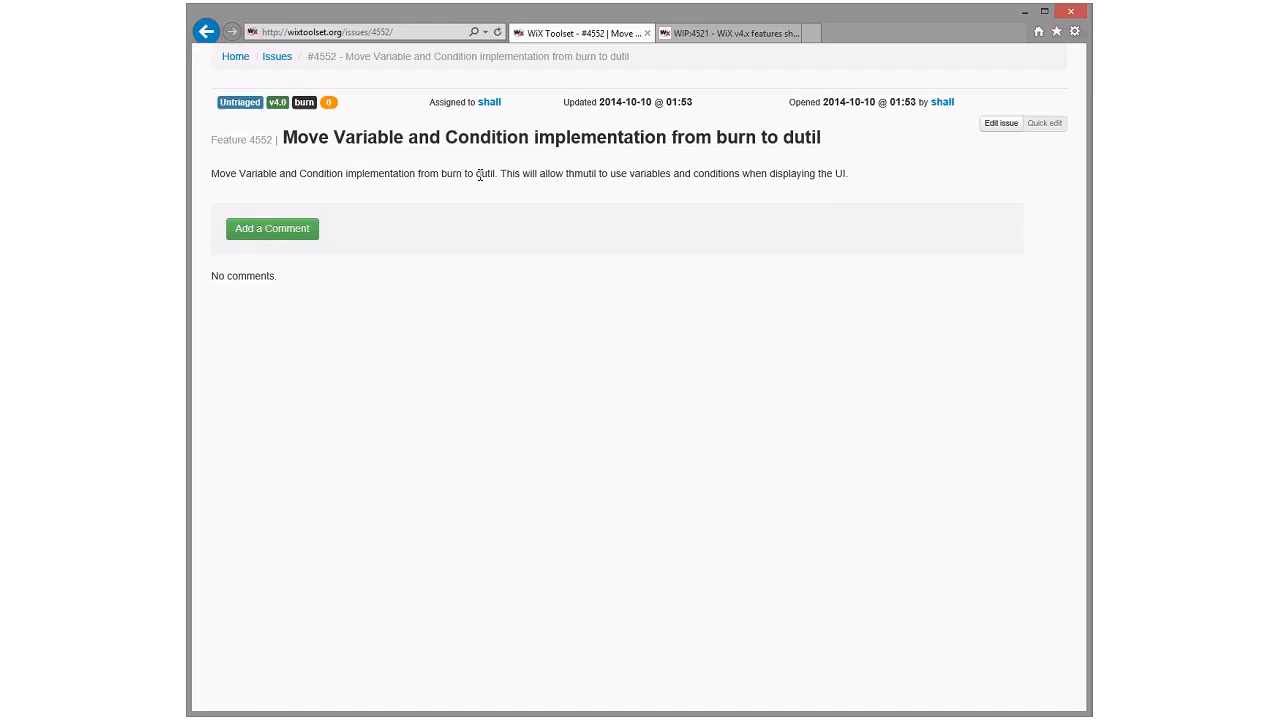 http://wixtoolset.org/issues/4552/
WiX Toolset - #4552 | Move ...
WIP:4521 - WiX v4.x features sh...
Home / Issues / #4552 - Move Variable and Condition implementation from burn to dutil
Untriaged v4.0 burn 0 Assigned to shall Updated 2014-10-10 @ 01:53 Opened 2014-10-10 @ 01:53 by shall
Edit issue Quick edit
Feature 4552 | Move Variable and Condition implementation from burn to dutil
Move Variable and Condition implementation from burn to dutil. This will allow thmutil to use variables and conditions when displaying the UI.
Add a Comment
No comments.